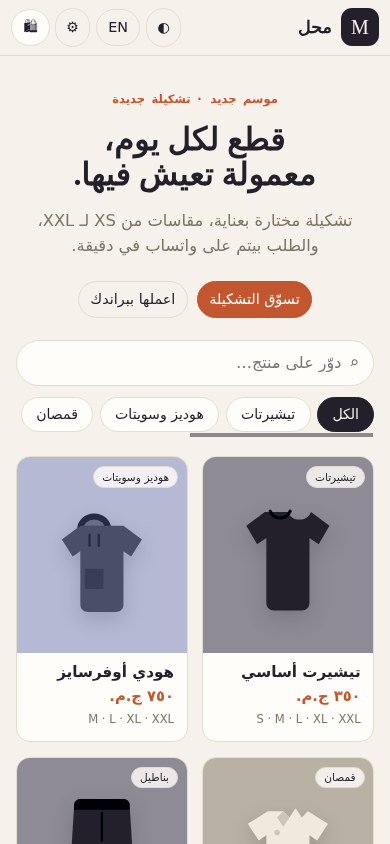 M محل EN
موسم جديد · تشكيلة جديدة
قطع لكل يوم،
معمولة تعيش فيها.
تشكيلة مختارة بعناية، مقاسات من XS لـ XXL،
والطلب بيتم على واتساب في دقيقة.
تسوّق التشكيلة اعملها ببراندك
دوّر على منتج...
الكل تيشيرتات هوديز وسويتات قمصان
تيشيرتات
تيشيرت أساسي
٣٥٠ ج.م.
S · M · L · XL · XXL
هوديز وسويتات
هودي أوفرسايز
٧٥٠ ج.م.
M · L · XL · XXL
قمصان
بناطيل